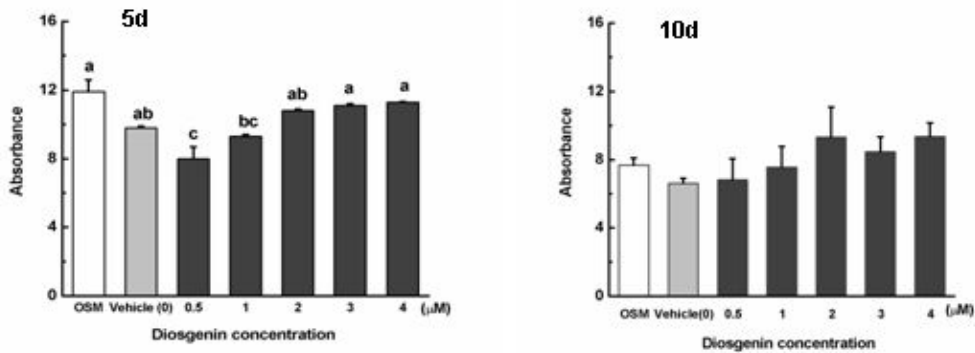 5d
16
12
8
4
0
Absorbance
a
ab
c
bc
ab
a
a
OSM Vehicle (0) 0.5 1 2 3 4 (μM)
Diosgenin concentration
10d
16
12
8
4
0
Absorbance
OSM Vehicle(0) 0.5 1 2 3 4 (μM)
Diosgenin concentration